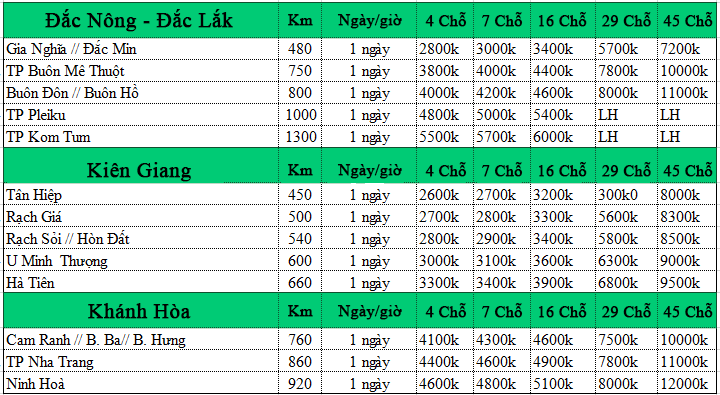 Đắc Nông - Đắc Lắk Km Ngày/giờ 4 Chỗ 7 Chỗ 16 Chỗ 29 Chỗ 45 Chỗ
Gia Nghĩa // Đắc Min 480 1 ngày 2800k 3000k 3400k 5700k 7200k
TP Buôn Mê Thuột 750 1 ngày 3800k 4000k 4400k 7800k 10000k
Buôn Đôn // Buôn Hồ 800 1 ngày 4000k 4200k 4600k 8000k 11000k
TP Pleiku 1000 1 ngày 4800k 5000k 5400k LH LH
TP Kom Tum 1300 1 ngày 5500k 5700k 6000k LH LH
Kiên Giang Km Ngày/giờ 4 Chỗ 7 Chỗ 16 Chỗ 29 Chỗ 45 Chỗ
Tân Hiệp 450 1 ngày 2600k 2700k 3200k 300k0 8000k
Rạch Giá 500 1 ngày 2700k 2800k 3300k 5600k 8300k
Rạch Sỏi // Hòn Đất 540 1 ngày 2800k 2900k 3400k 5800k 8500k
U Minh Thượng 600 1 ngày 3000k 3100k 3600k 6300k 9000k
Hà Tiên 660 1 ngày 3300k 3400k 3900k 6800k 9500k
Khánh Hòa Km Ngày/giờ 4 Chỗ 7 Chỗ 16 Chỗ 29 Chỗ 45 Chỗ
Cam Ranh // B. Ba// B. Hưng 760 1 ngày 4100k 4300k 4600k 7500k 10000k
TP Nha Trang 860 1 ngày 4400k 4600k 4900k 7800k 11000k
Ninh Hoà 920 1 ngày 4600k 4800k 5100k 8000k 12000k